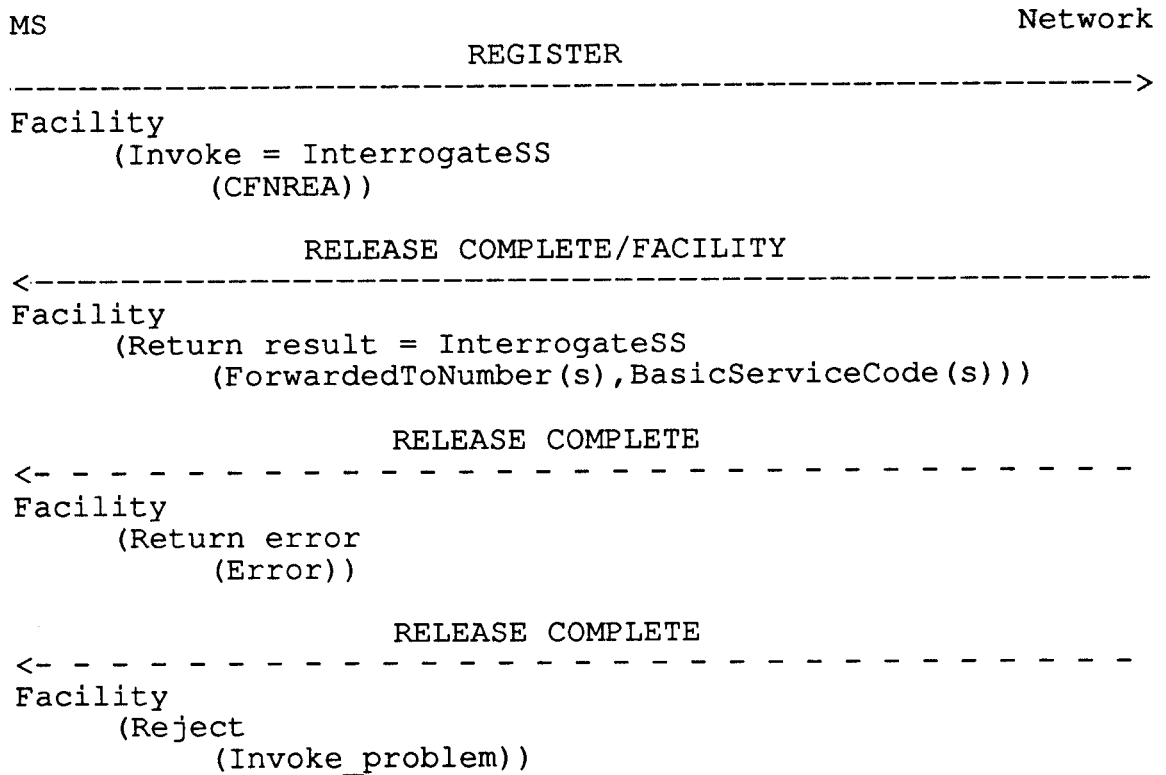 MS Network
REGISTER
------------------------------------------------------------>
Facility
(Invoke = InterrogateSS
(CFNREA))
RELEASE COMPLETE/FACILITY
<------------------------------------------------------------
Facility
(Return result = InterrogateSS
(ForwardedToNumber(s),BasicServiceCode(s)))
RELEASE COMPLETE
<- - - - - - - - - - - - - - - - - - - - - - - - - - - - -
Facility
(Return error
(Error))
RELEASE COMPLETE
<- - - - - - - - - - - - - - - - - - - - - - - - - - - - -
Facility
(Reject
(Invoke_problem))